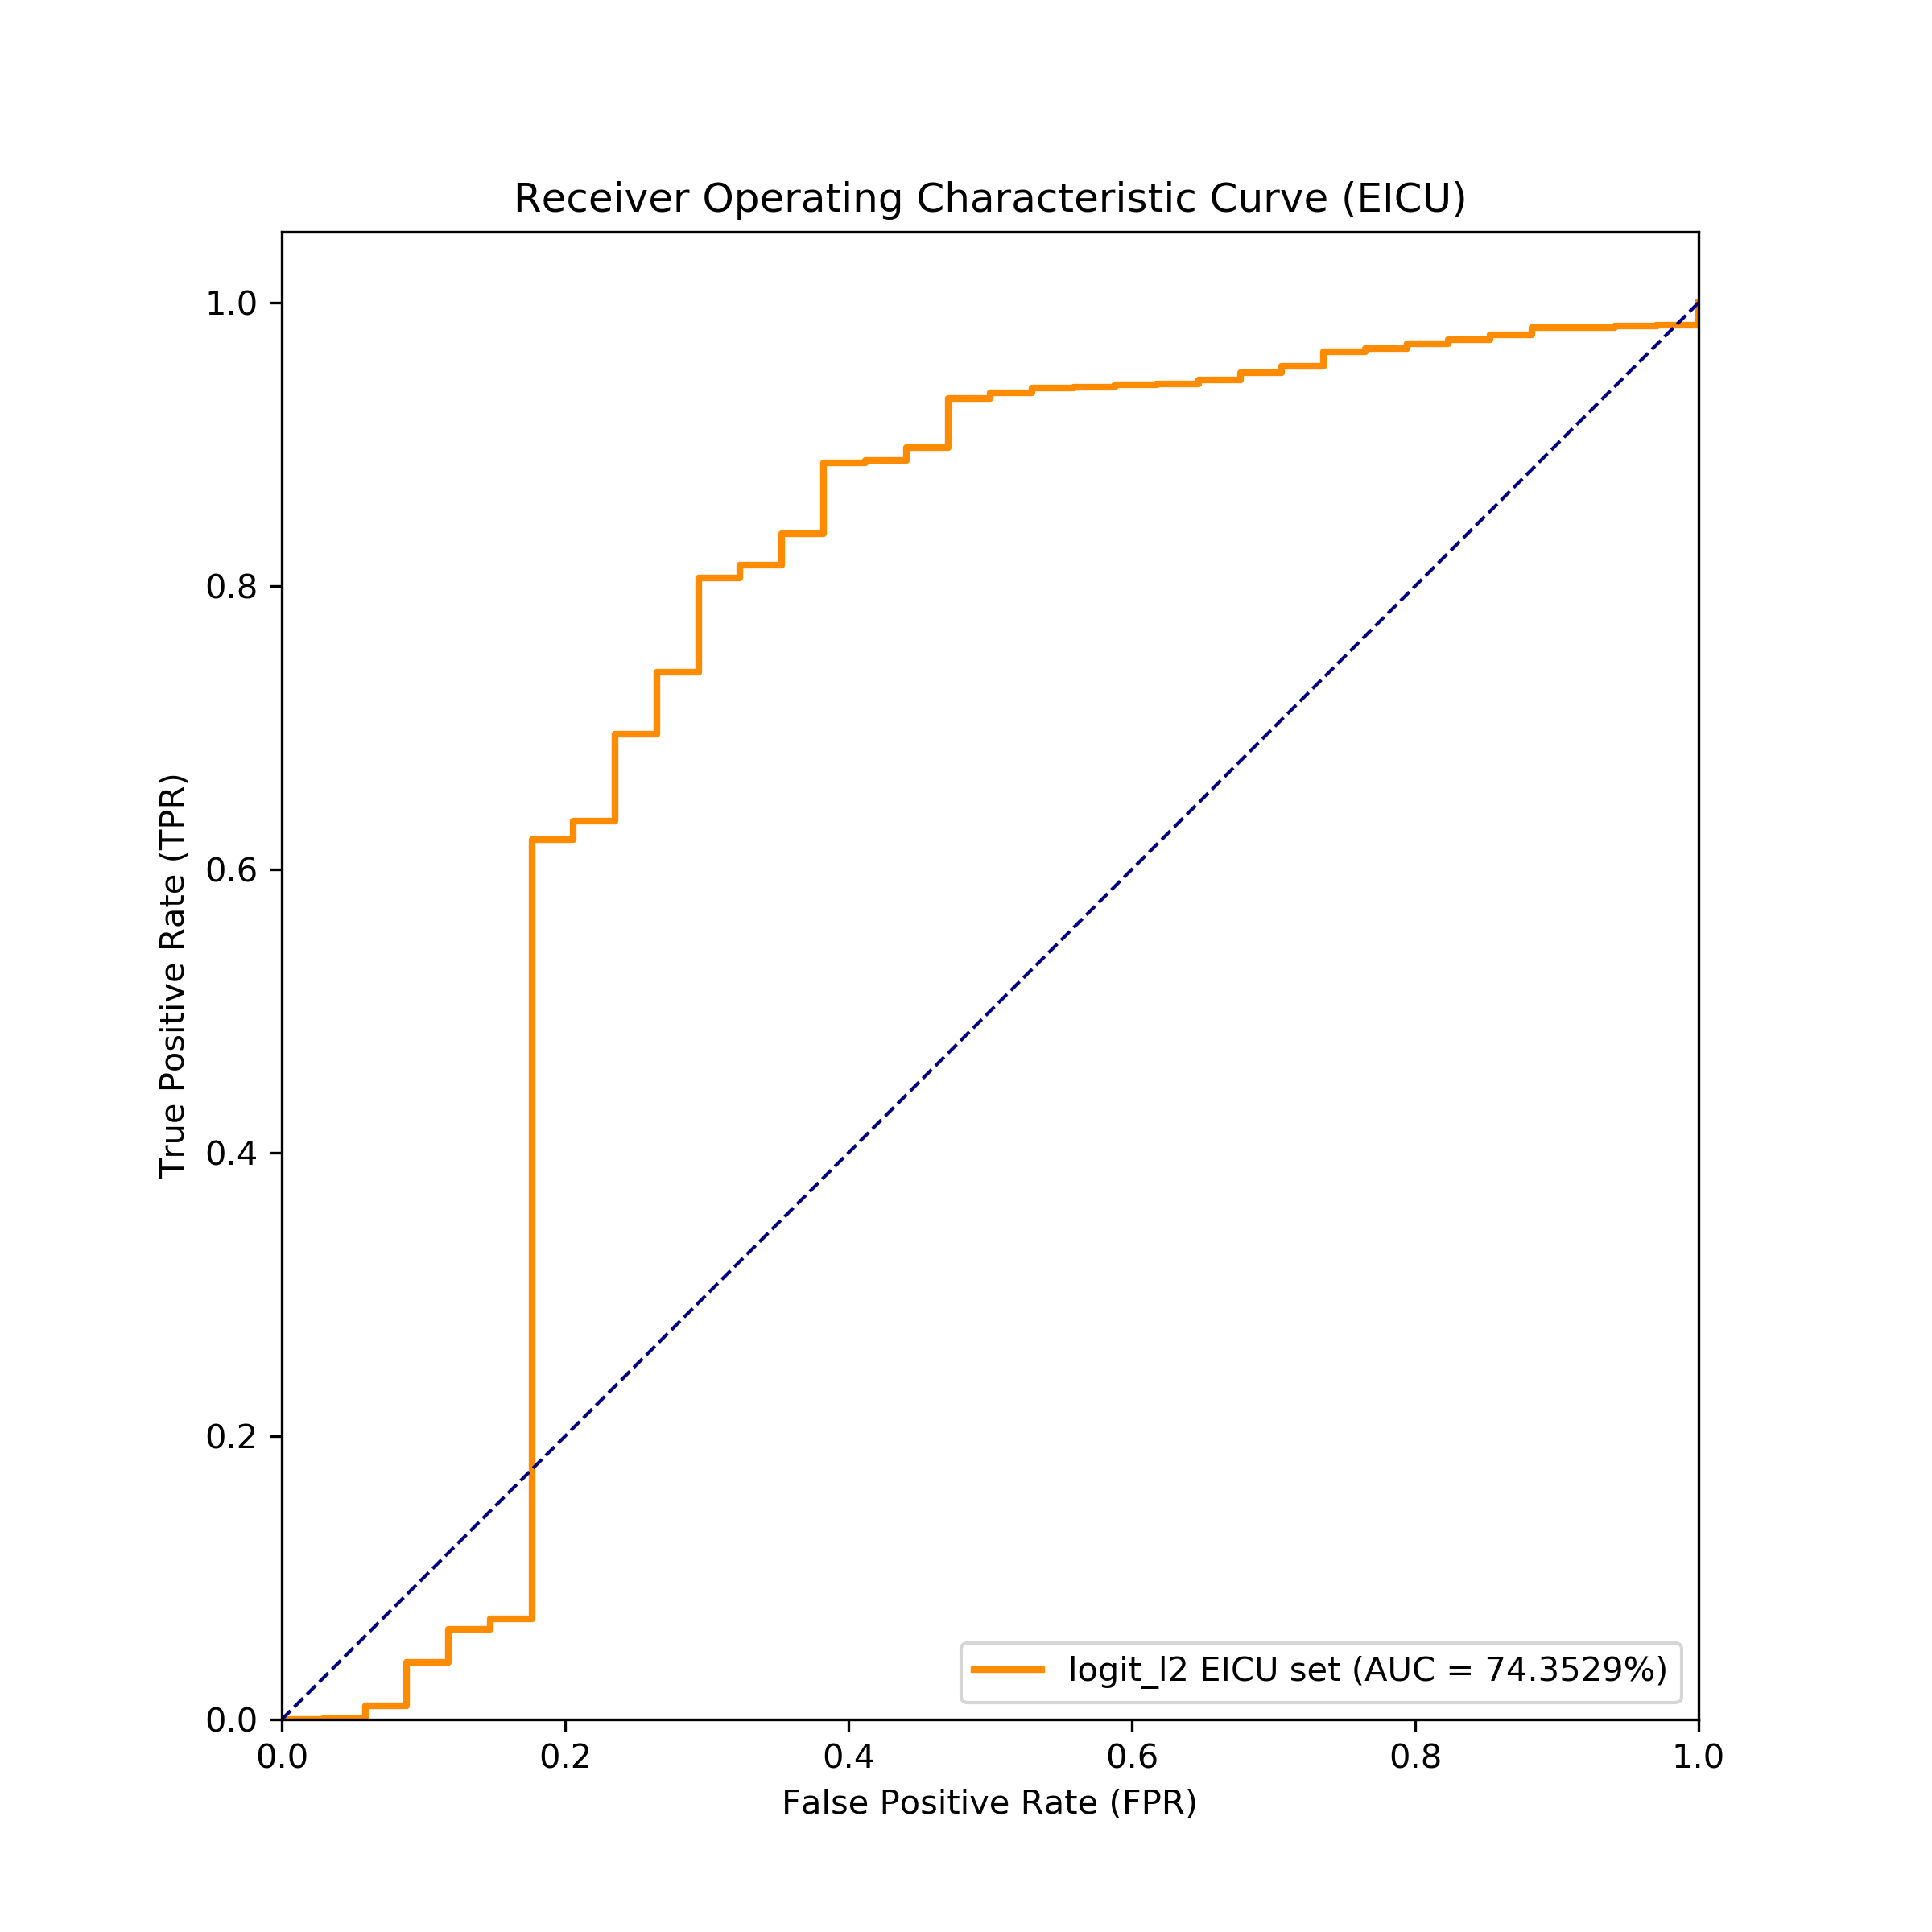 Receiver Operating Characteristic Curve (EICU)
1.0
0.8
0.6
0.4
0.2
0.0
True Positive Rate (TPR)
logit_l2 EICU set (AUC = 74.3529%)
0.0 0.2 0.4 0.6 0.8 1.0
False Positive Rate (FPR)